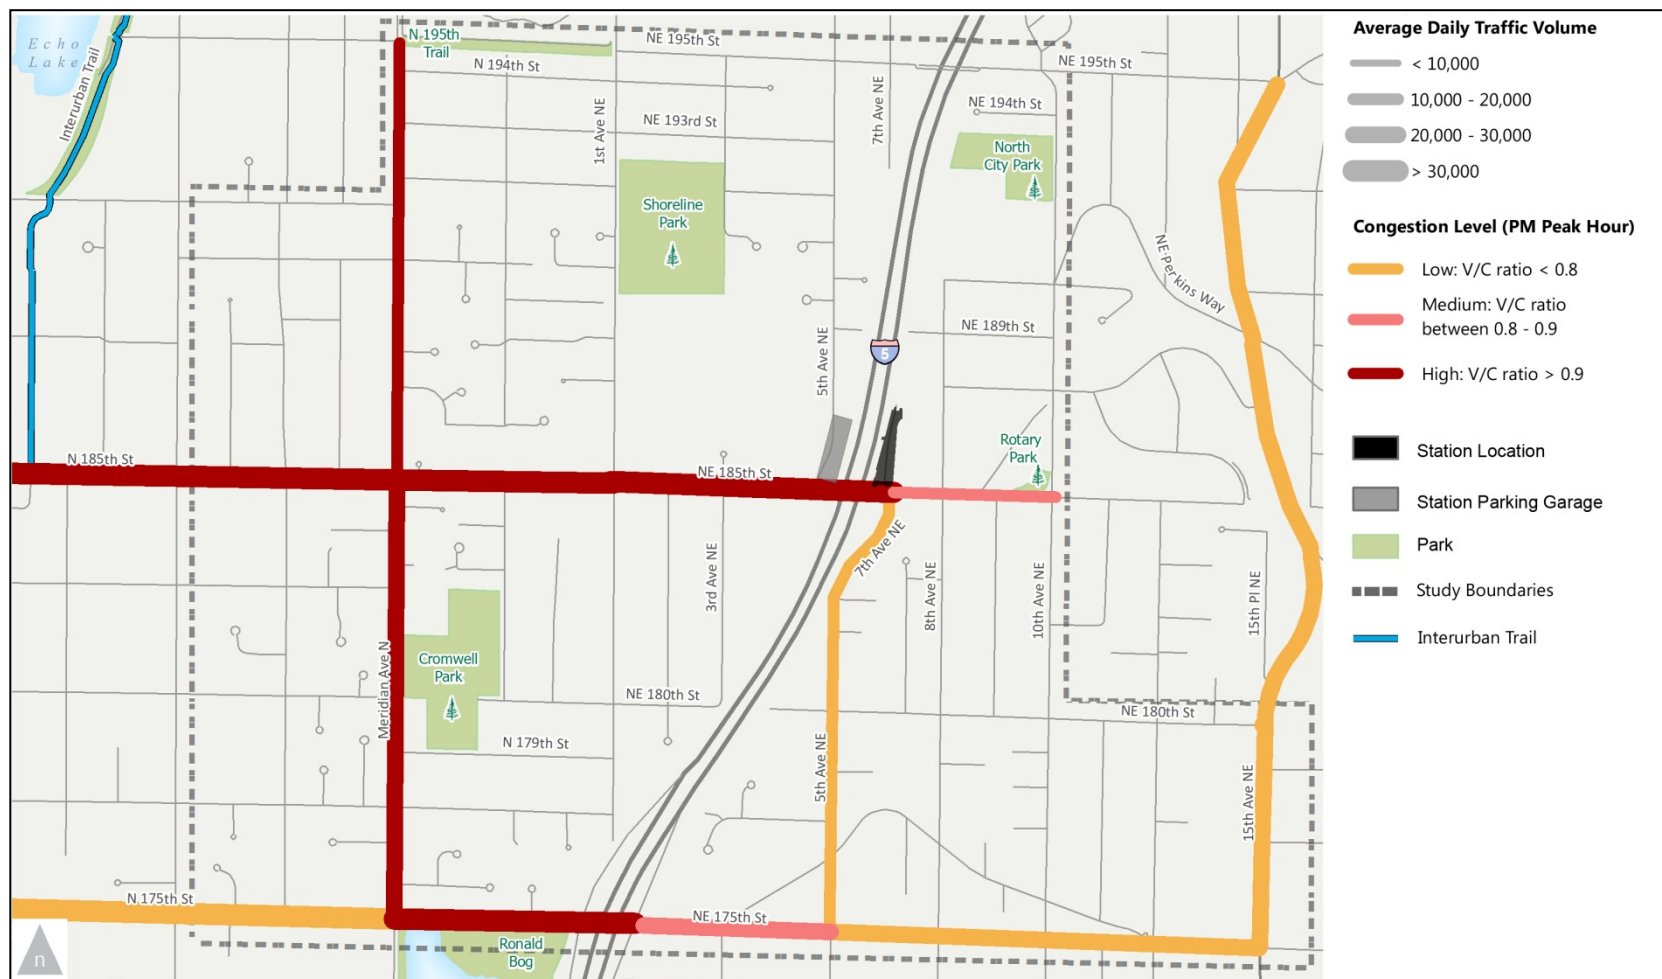 Echo
Lake
Interurban Trail
N 195th
Trail
NE 195th St
NE 195th St
N 194th St
NE 194th St
1st Ave NE
NE 193rd St
7th Ave NE
North
City Park
Shoreline
Park
NE Perkins Way
NE 189th St
5th Ave NE
5
N 185th St
NE 185th St
Rotary
Park
7th Ave NE
3rd Ave NE
8th Ave NE
10th Ave NE
15th Pl NE
Meridian Ave N
Cromwell
Park
NE 180th St
NE 180th St
N 179th St
5th Ave NE
15th Ave NE
N 175th St
NE 175th St
Ronald
Bog
n
Average Daily Traffic Volume
< 10,000
10,000 - 20,000
20,000 - 30,000
> 30,000
Congestion Level (PM Peak Hour)
Low: V/C ratio < 0.8
Medium: V/C ratio
between 0.8 - 0.9
High: V/C ratio > 0.9
Station Location
Station Parking Garage
Park
Study Boundaries
Interurban Trail